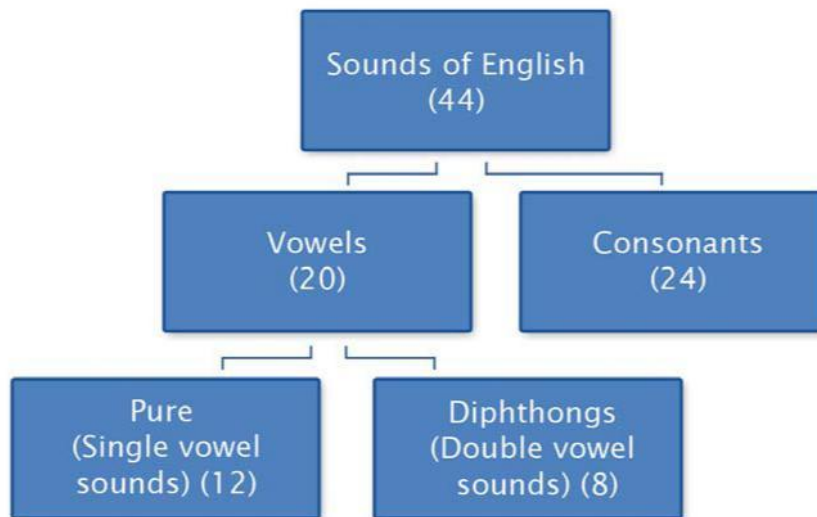 Sounds of English
(44)
Vowels
(20)
Consonants
(24)
Pure
(Single vowel
sounds) (12)
Diphthongs
(Double vowel
sounds) (8)